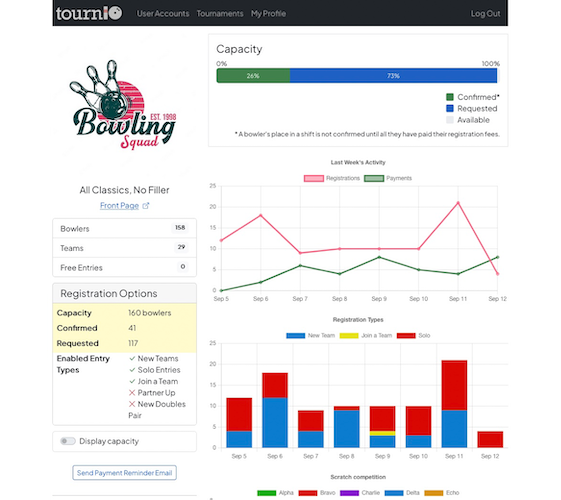 tournIO
User Accounts Tournaments My Profile Log Out
EST. 1998
Bowling
Squad
All Classics, No Filler
Front Page
Bowlers 158
Teams 29
Free Entries 0
Registration Options
Capacity 160 bowlers
Confirmed 41
Requested 117
Enabled Entry Types
New Teams
Solo Entries
Join a Team
Partner Up
New Doubles Pair
Display capacity
Send Payment Reminder Email
Capacity
0% 100%
26% 73%
Confirmed*
Requested
Available
* A bowler's place in a shift is not confirmed until all they have paid their registration fees.
Last Week's Activity
Registrations Payments
25
20
15
10
5
0
Sep 5 Sep 6 Sep 7 Sep 8 Sep 9 Sep 10 Sep 11 Sep 12
Registration Types
New Team Join a Team Solo
25
20
15
10
5
0
Sep 5 Sep 6 Sep 7 Sep 8 Sep 9 Sep 10 Sep 11 Sep 12
Scratch competition
Alpha Bravo Charlie Delta Echo